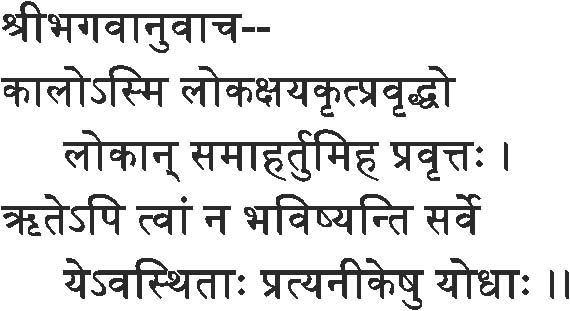 श्रीभगवानुवाच--
कालोऽस्मि लोकक्षयकृत्प्रवृद्धो
लोकान् समाहर्तुमिह प्रवृत्तः ।
ऋतेऽपि त्वां न भविष्यन्ति सर्वे
येऽवस्थिताः प्रत्यनीकेषु योधाः ।।